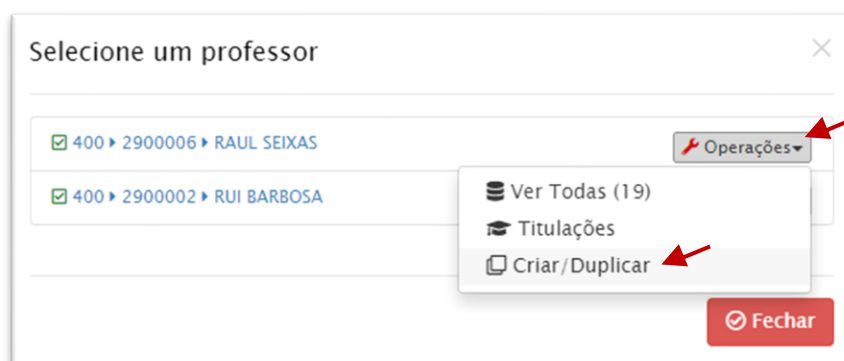 Selecione um professor
400 2900006 RAUL SEIXAS
Operações
400 2900002 RUI BARBOSA
Ver Todas (19)
Titulações
Criar/Duplicar
Fechar